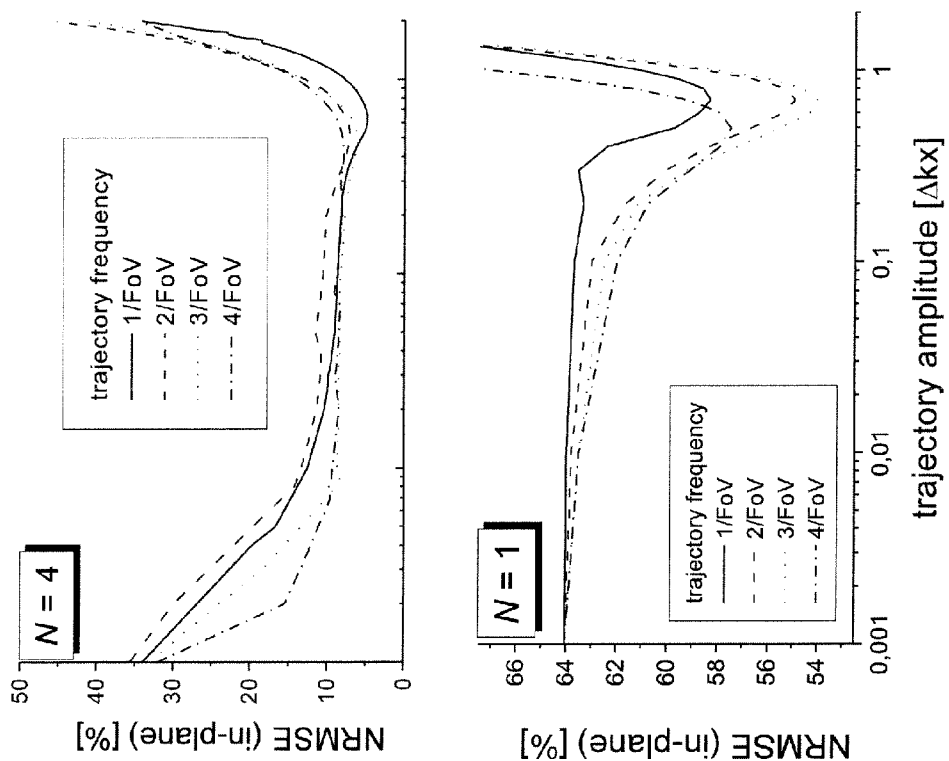 N = 4
NRMSE (in-plane) [%]
50
40
30
20
10
0
trajectory frequency
1/FoV
2/FoV
3/FoV
4/FoV
N = 1
NRMSE (in-plane) [%]
66
64
62
60
58
56
54
trajectory frequency
1/FoV
2/FoV
3/FoV
4/FoV
0,001
0,01
0,1
1
trajectory amplitude [Δkx]